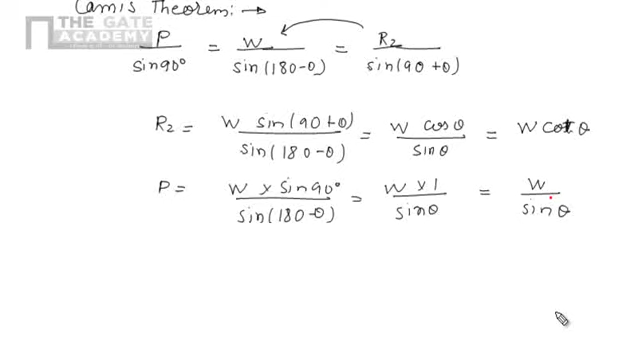 Lami's Theorem: →
THE GATE ACADEMY
P/sin90° = W/sin(180-θ) = R₂/sin(90+θ)
R₂ = W sin(90+θ)/sin(180-θ) = W cosθ/sinθ = W cotθ
P = W × sin90°/sin(180-θ) = W × 1/sinθ = W/sinθ